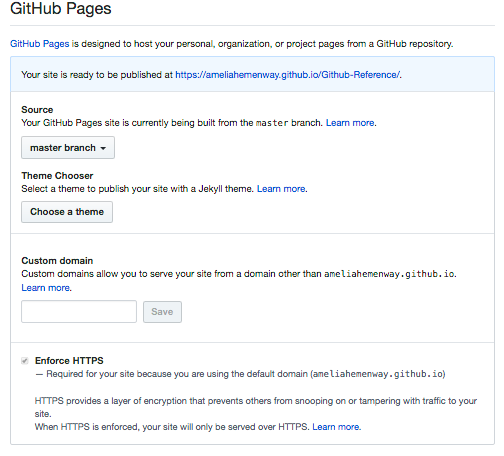 GitHub Pages
GitHub Pages is designed to host your personal, organization, or project pages from a GitHub repository.
Your site is ready to be published at https://ameliahemenway.github.io/Github-Reference/.
Source
Your GitHub Pages site is currently being built from the master branch. Learn more.
master branch
Theme Chooser
Select a theme to publish your site with a Jekyll theme. Learn more.
Choose a theme
Custom domain
Custom domains allow you to serve your site from a domain other than ameliahemenway.github.io.
Learn more.
Save
Enforce HTTPS
— Required for your site because you are using the default domain (ameliahemenway.github.io)
HTTPS provides a layer of encryption that prevents others from snooping on or tampering with traffic to your
site.
When HTTPS is enforced, your site will only be served over HTTPS. Learn more.